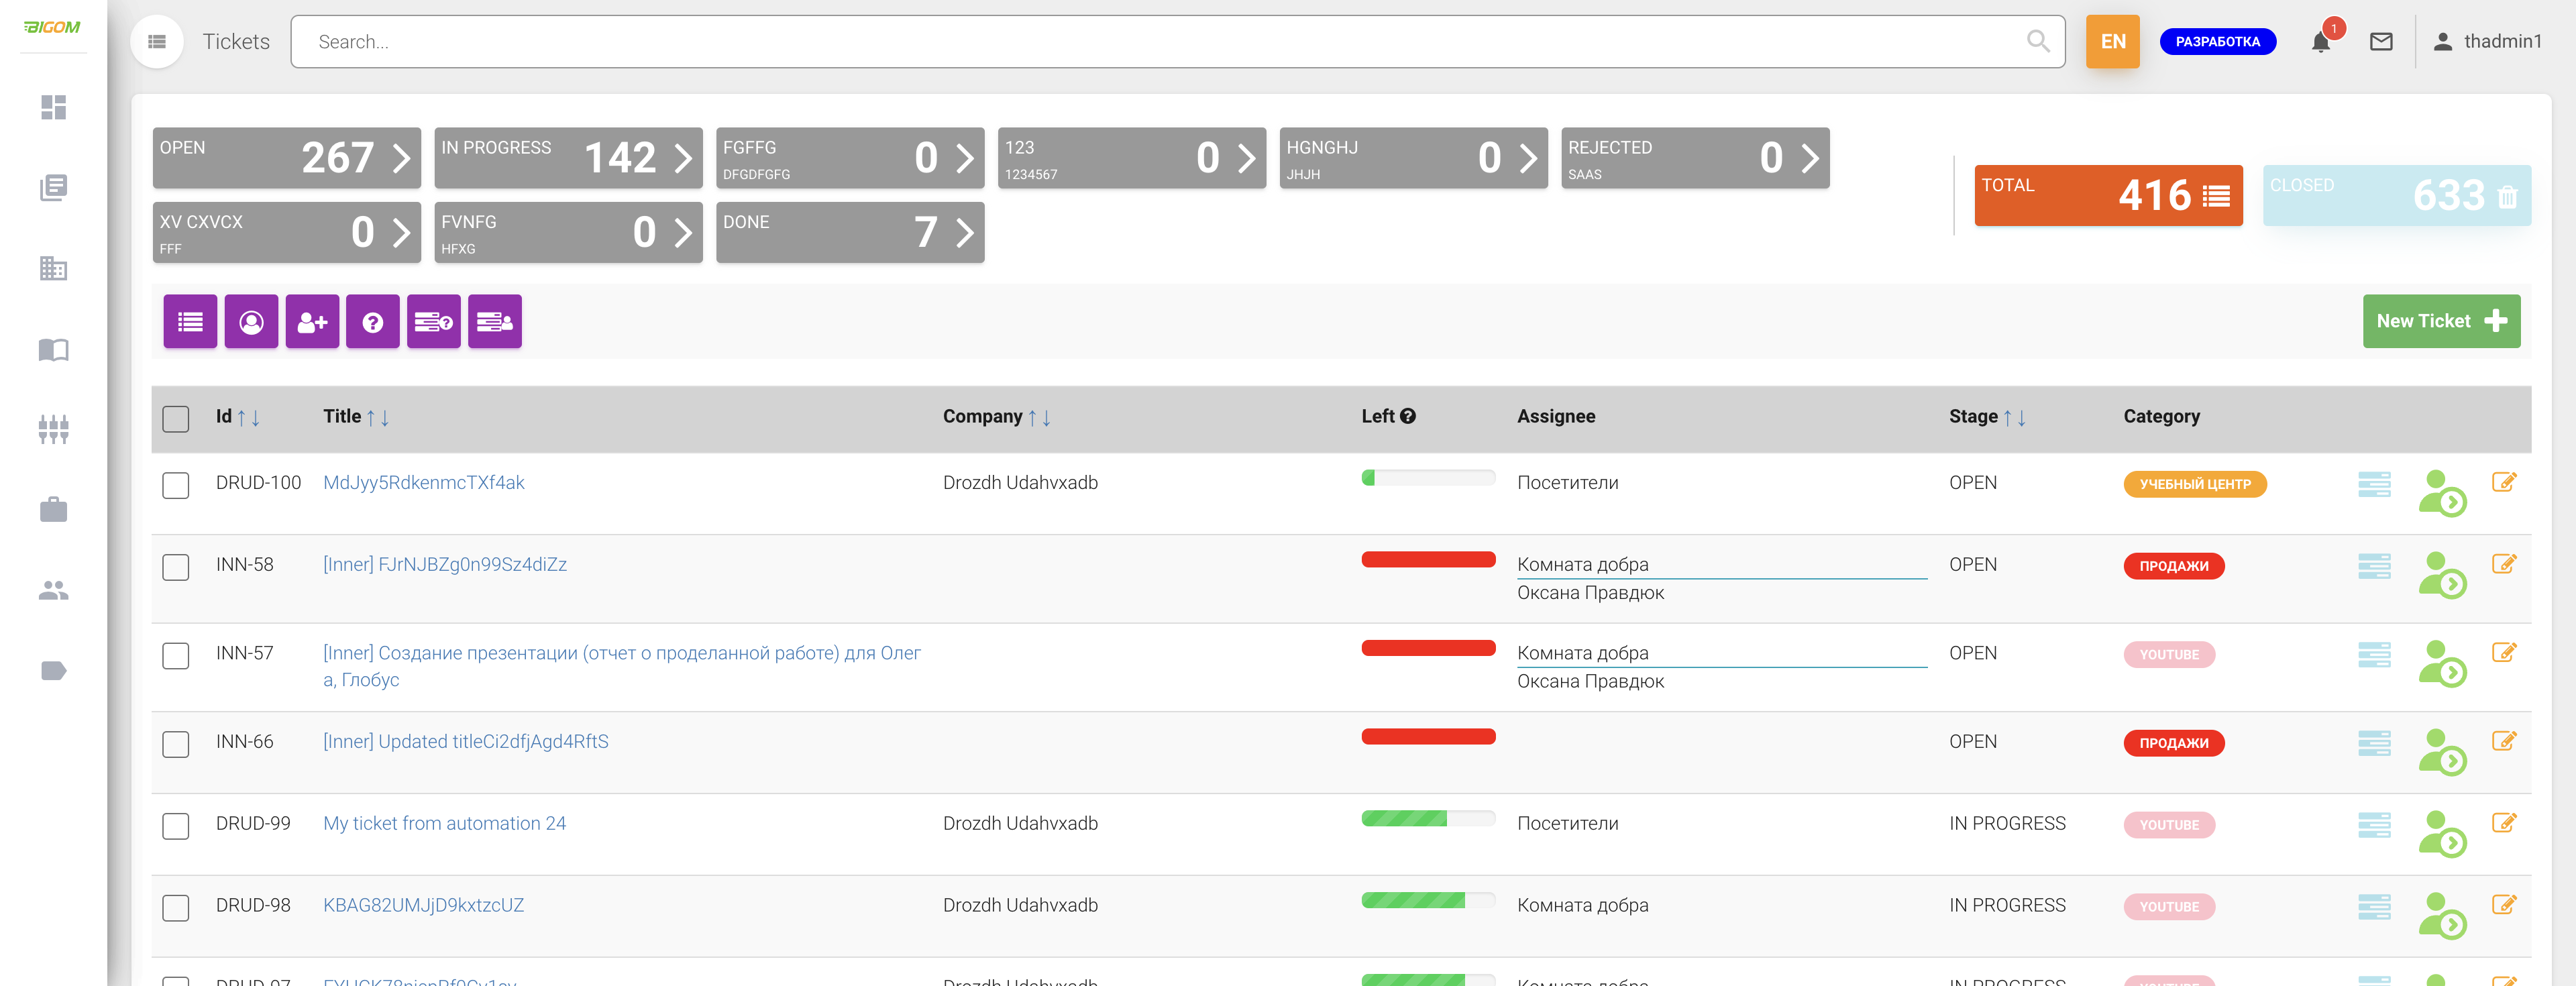 BIGOM
Tickets
Search...
EN
РАЗРАБОТКА
1
thadmin1
OPEN
267
IN PROGRESS
142
FGFFG
DFGDFGFG
0
123
1234567
0
HGNGHJ
JHJH
0
REJECTED
SAAS
0
TOTAL
416
CLOSED
633
XV CXVCX
FFF
0
FVNFG
HFXG
0
DONE
7
New Ticket
Id Title Company Left Assignee Stage Category
DRUD-100 MdJyy5RdkenmcTXf4ak Drozdh Udahvxadb Посетители OPEN УЧЕБНЫЙ ЦЕНТР
INN-58 [Inner] FJrNJBZg0n99Sz4diZz Комната добра OPEN ПРОДАЖИ
Оксана Правдюк
INN-57 [Inner] Создание презентации (отчет о проделанной работе) для Олег Комната добра OPEN YOUTUBE
а, Глобус Оксана Правдюк
INN-66 [Inner] Updated titleCi2dfjAgd4RftS OPEN ПРОДАЖИ
DRUD-99 My ticket from automation 24 Drozdh Udahvxadb Посетители IN PROGRESS YOUTUBE
DRUD-98 KBAG82UMJjD9kxtzcUZ Drozdh Udahvxadb Комната добра IN PROGRESS YOUTUBE
DRUD-97 Drozdh Udahvxadb Комната добра IN PROGRESS